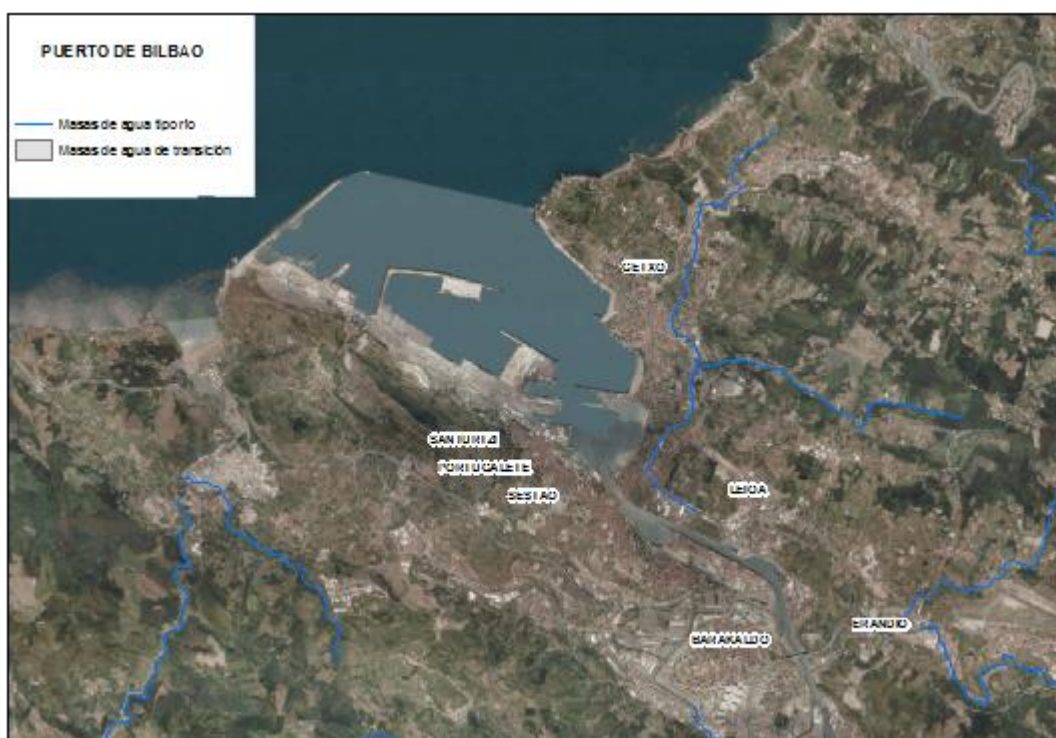 PUERTO DE BILBAO
Masas de agua tipo río
Masas de agua de transición
GETXO
SANTURTZI
PORTUGALETE
SESTAO
LEIOA
ERANDIO
BARAKALDO